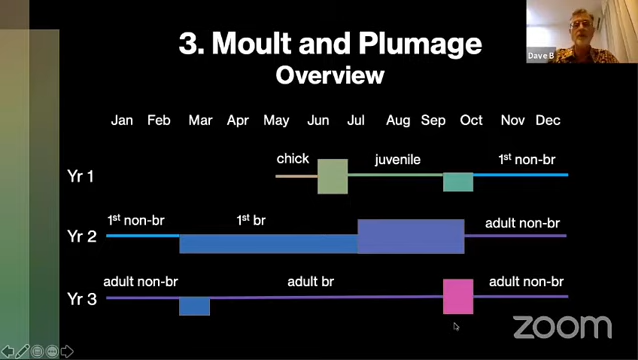 3. Moult and Plumage
Overview
Dave B
Jan Feb Mar Apr May Jun Jul Aug Sep Oct Nov Dec
chick juvenile 1st non-br
Yr 1
1st non-br 1st br adult non-br
Yr 2
adult non-br adult br adult non-br
Yr 3
zoom